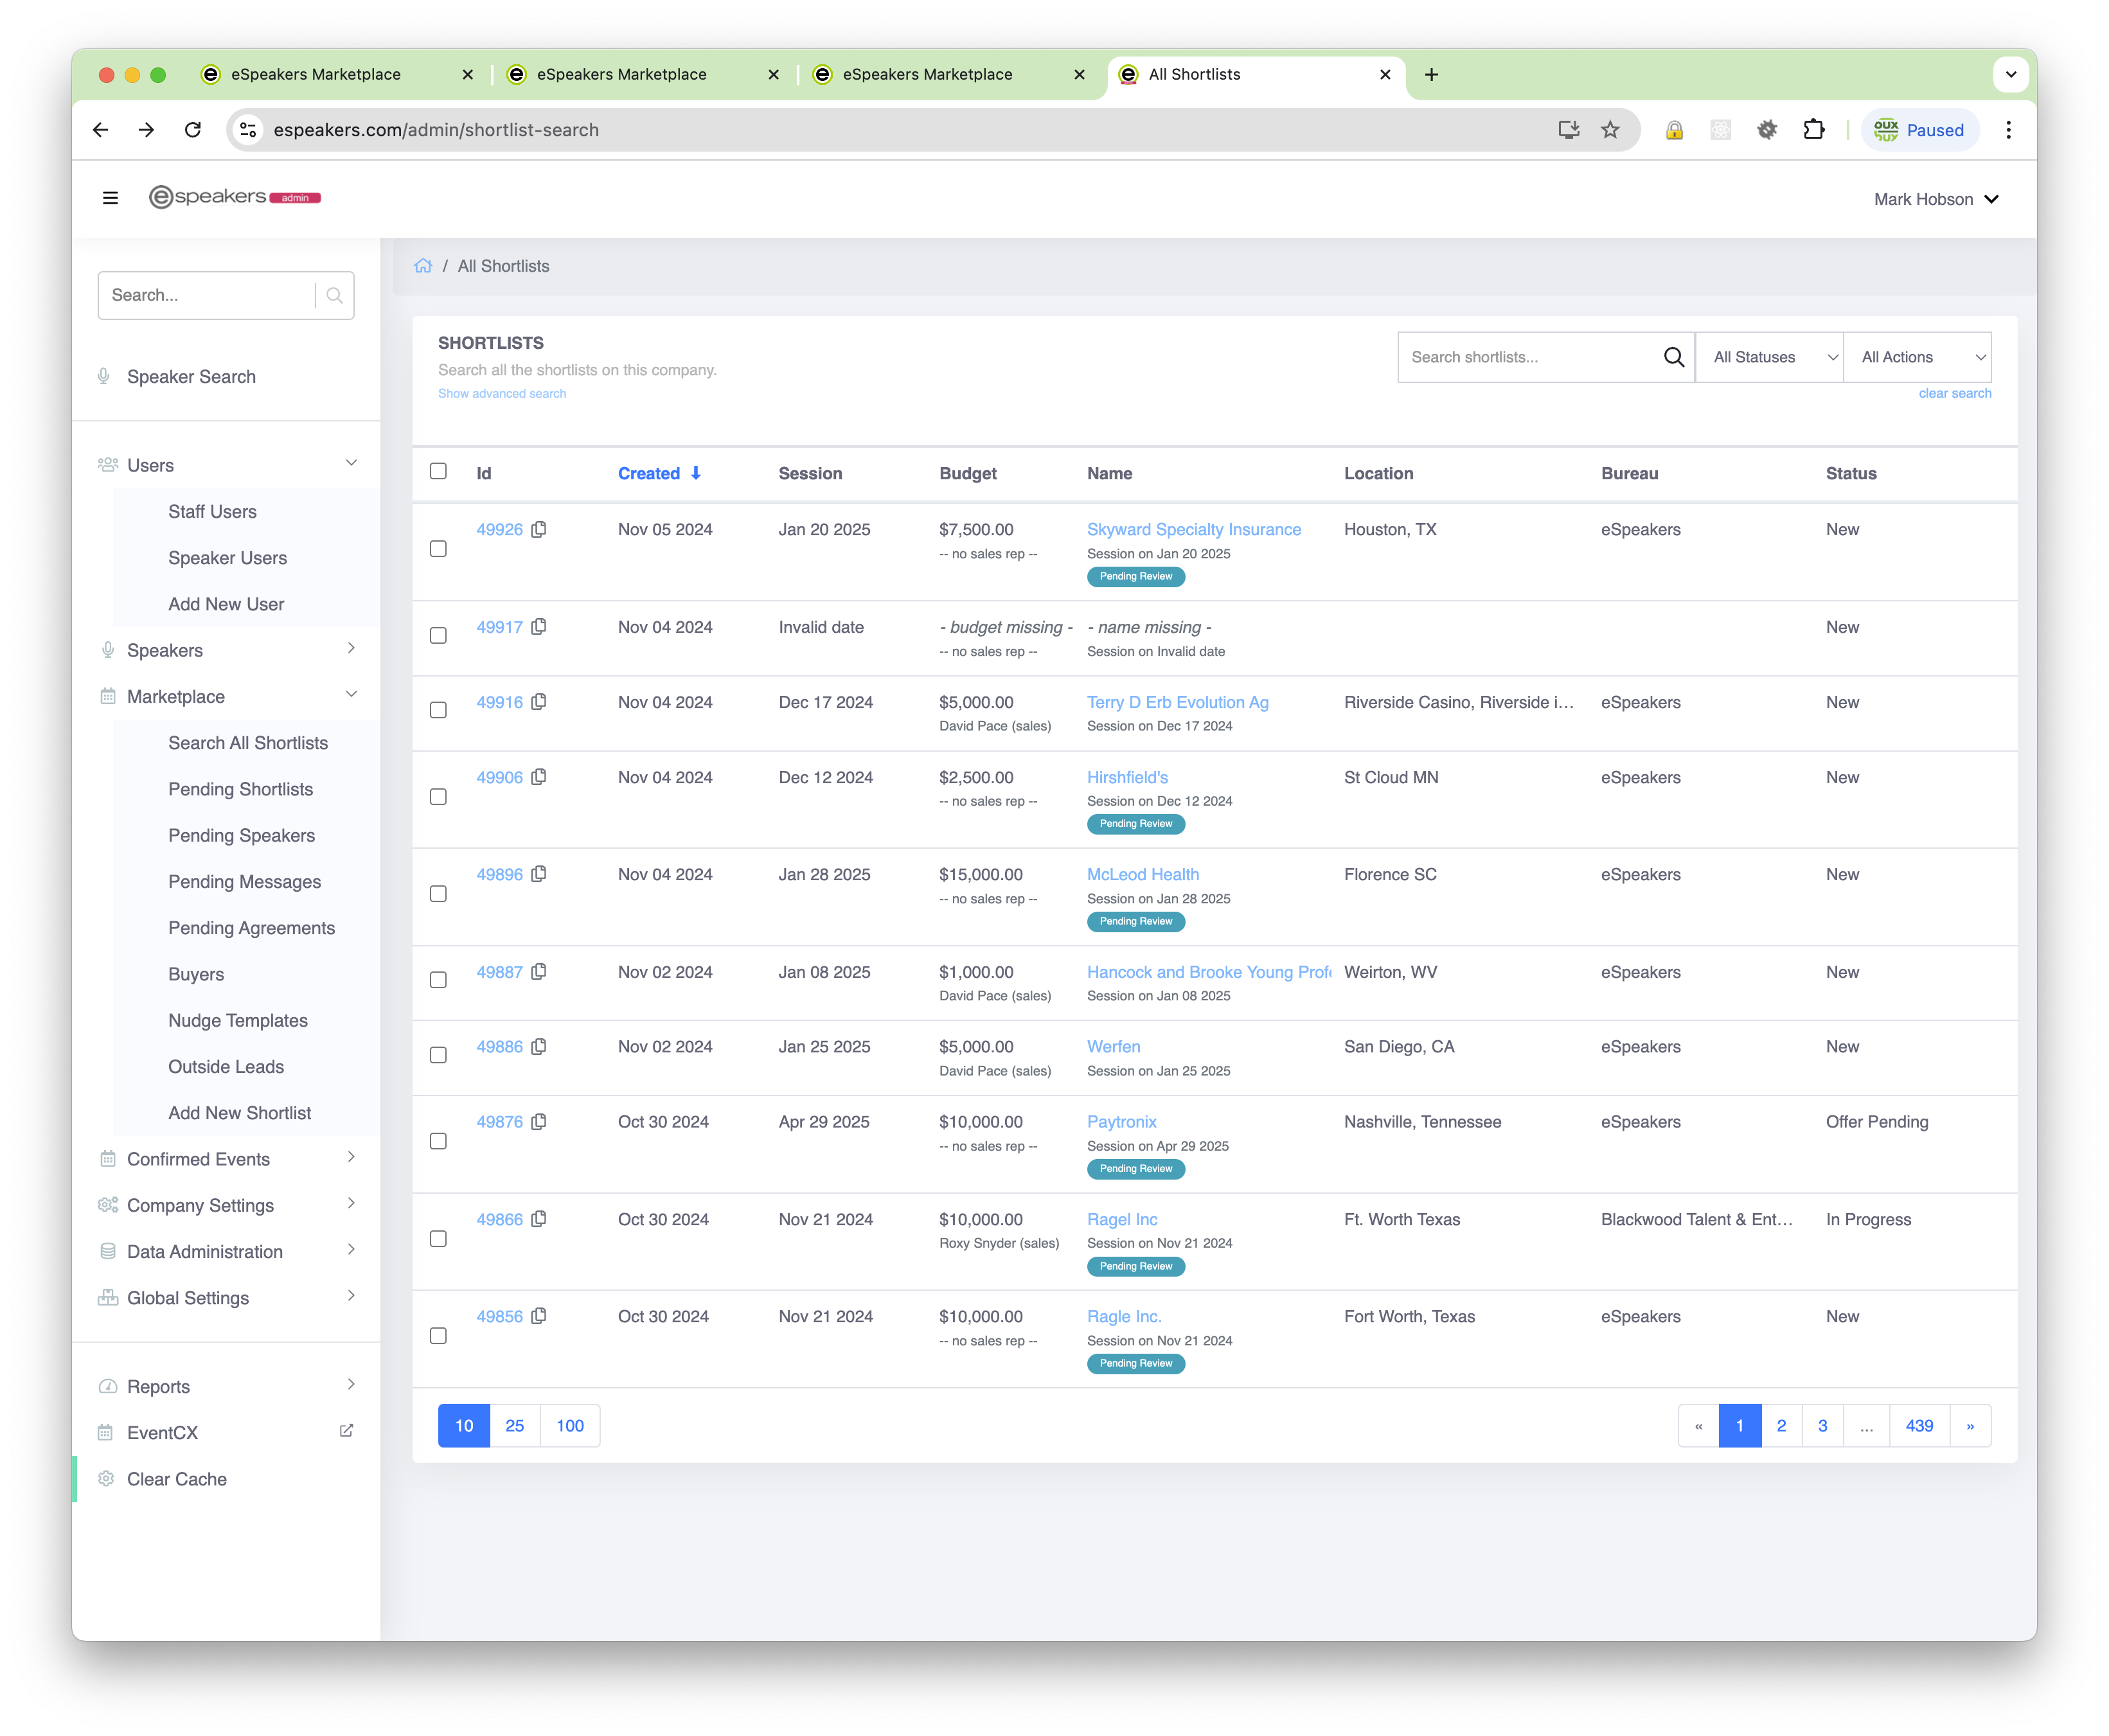 eSpeakers Marketplace
eSpeakers Marketplace
eSpeakers Marketplace
All Shortlists
espeakers.com/admin/shortlist-search
Paused
espeakers admin
Mark Hobson
Search...
Speaker Search
Users
Staff Users
Speaker Users
Add New User
Speakers
Marketplace
Search All Shortlists
Pending Shortlists
Pending Speakers
Pending Messages
Pending Agreements
Buyers
Nudge Templates
Outside Leads
Add New Shortlist
Confirmed Events
Company Settings
Data Administration
Global Settings
Reports
EventCX
Clear Cache
/ All Shortlists
SHORTLISTS
Search all the shortlists on this company.
Show advanced search
Search shortlists...
All Statuses
All Actions
clear search
Id Created Session Budget Name Location Bureau Status
49926 Nov 05 2024 Jan 20 2025 $7,500.00 Skyward Specialty Insurance Houston, TX eSpeakers New
-- no sales rep -- Session on Jan 20 2025
Pending Review
49917 Nov 04 2024 Invalid date - budget missing - - name missing - New
-- no sales rep -- Session on Invalid date
49916 Nov 04 2024 Dec 17 2024 $5,000.00 Terry D Erb Evolution Ag Riverside Casino, Riverside i... eSpeakers New
David Pace (sales) Session on Dec 17 2024
49906 Nov 04 2024 Dec 12 2024 $2,500.00 Hirshfield's St Cloud MN eSpeakers New
-- no sales rep -- Session on Dec 12 2024
Pending Review
49896 Nov 04 2024 Jan 28 2025 $15,000.00 McLeod Health Florence SC eSpeakers New
-- no sales rep -- Session on Jan 28 2025
Pending Review
49887 Nov 02 2024 Jan 08 2025 $1,000.00 Hancock and Brooke Young Profe Weirton, WV eSpeakers New
David Pace (sales) Session on Jan 08 2025
49886 Nov 02 2024 Jan 25 2025 $5,000.00 Werfen San Diego, CA eSpeakers New
David Pace (sales) Session on Jan 25 2025
49876 Oct 30 2024 Apr 29 2025 $10,000.00 Paytronix Nashville, Tennessee eSpeakers Offer Pending
-- no sales rep -- Session on Apr 29 2025
Pending Review
49866 Oct 30 2024 Nov 21 2024 $10,000.00 Ragel Inc Ft. Worth Texas Blackwood Talent & Ent... In Progress
Roxy Snyder (sales) Session on Nov 21 2024
Pending Review
49856 Oct 30 2024 Nov 21 2024 $10,000.00 Ragle Inc. Fort Worth, Texas eSpeakers New
-- no sales rep -- Session on Nov 21 2024
Pending Review
10 25 100
« 1 2 3 ... 439 »